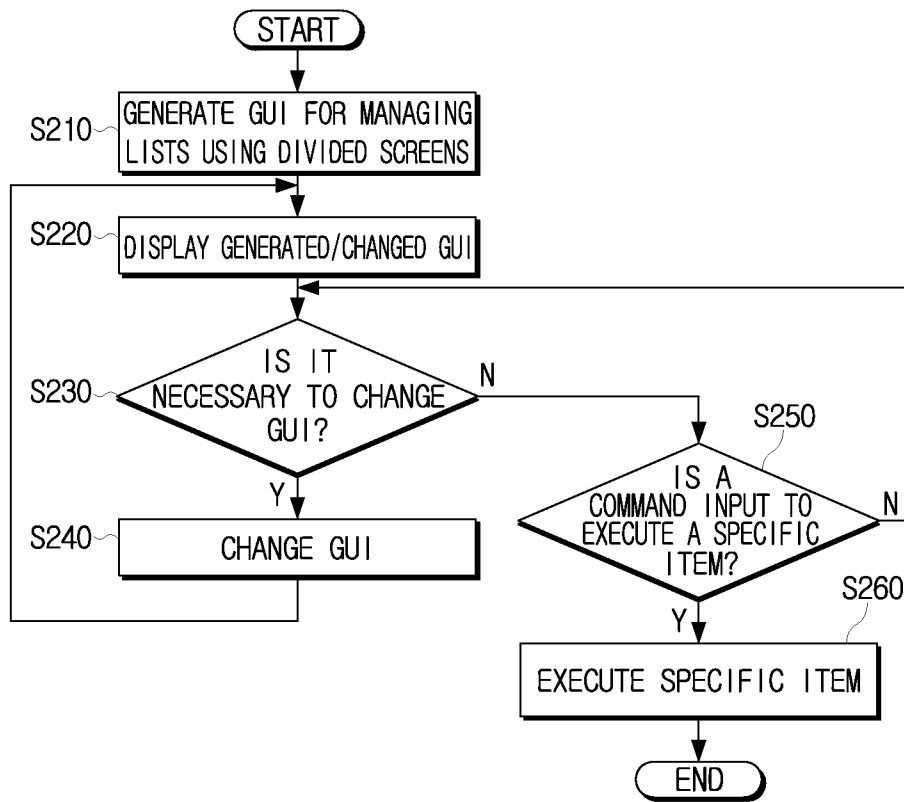 START
S210
GENERATE GUI FOR MANAGING
LISTS USING DIVIDED SCREENS
S220
DISPLAY GENERATED/CHANGED GUI
S230
IS IT
NECESSARY TO CHANGE
GUI?
N
Y
S240
CHANGE GUI
S250
IS A
COMMAND INPUT TO
EXECUTE A SPECIFIC
ITEM?
N
Y
S260
EXECUTE SPECIFIC ITEM
END